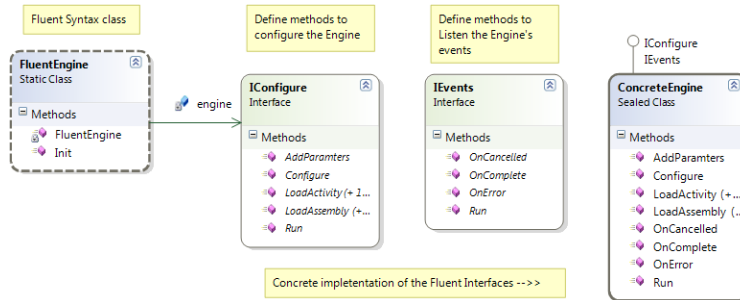 Fluent Syntax class
Define methods to
configure the Engine
Define methods to
Listen the Engine's
events
IConfigure
IEvents
FluentEngine
Static Class
Methods
FluentEngine
Init
engine
IConfigure
Interface
Methods
AddParamters
Configure
LoadActivity (+ 1...
LoadAssembly (+...
Run
IEvents
Interface
Methods
OnCancelled
OnComplete
OnError
Run
ConcreteEngine
Sealed Class
Methods
AddParamters
Configure
LoadActivity (+...
LoadAssembly (...
OnCancelled
OnComplete
OnError
Run
Concrete impletentation of the Fluent Interfaces -->>